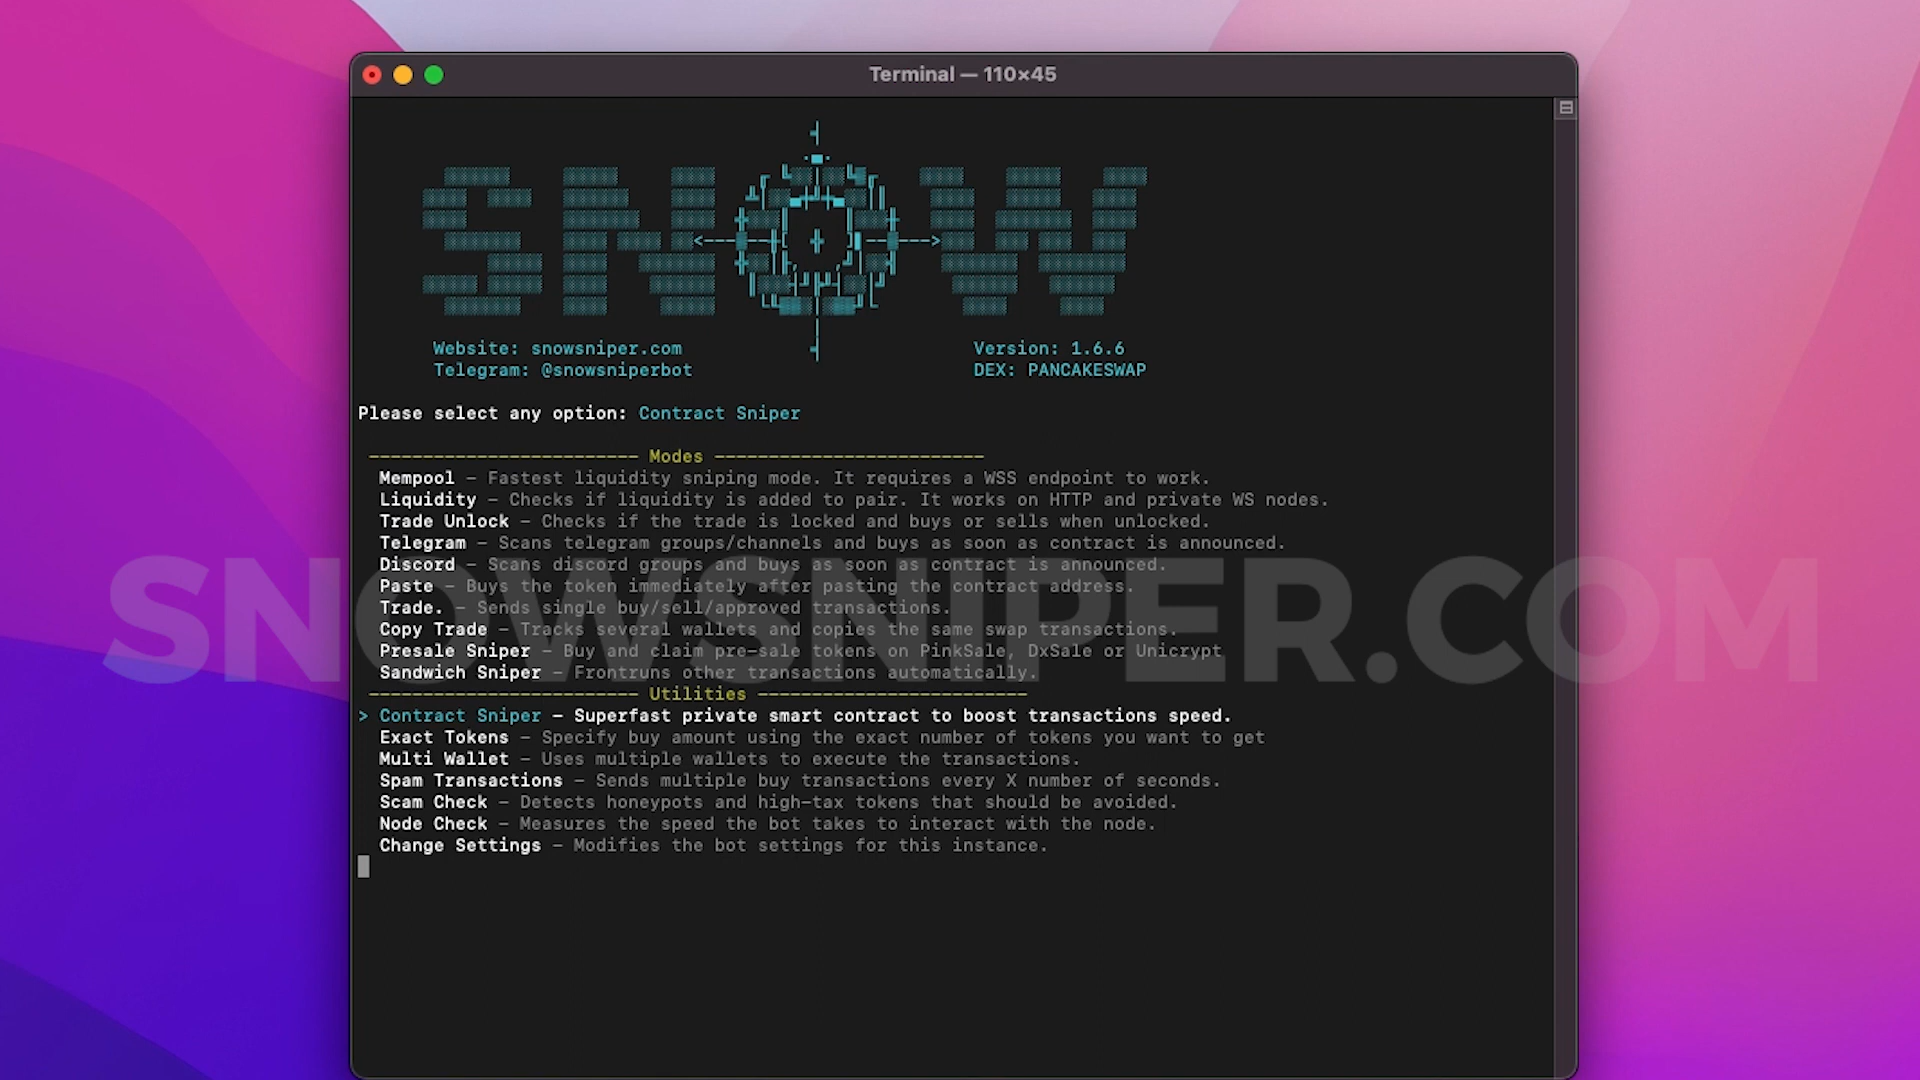 Terminal — 110×45
SNOW
Website: snowsniper.com
Version: 1.6.6
Telegram: @snowsniperbot
DEX: PANCAKESWAP
Please select any option: Contract Sniper
Modes
Mempool – Fastest liquidity sniping mode. It requires a WSS endpoint to work.
Liquidity – Checks if liquidity is added to pair. It works on HTTP and private WS nodes.
Trade Unlock – Checks if the trade is locked and buys or sells when unlocked.
Telegram – Scans telegram groups/channels and buys as soon as contract is announced.
Discord – Scans discord groups and buys as soon as contract is announced.
Paste – Buys the token immediately after pasting the contract address.
Trade. – Sends single buy/sell/approved transactions.
Copy Trade – Tracks several wallets and copies the same swap transactions.
Presale Sniper – Buy and claim pre-sale tokens on PinkSale, DxSale or Unicrypt
Sandwich Sniper – Frontruns other transactions automatically.
Utilities
> Contract Sniper – Superfast private smart contract to boost transactions speed.
Exact Tokens – Specify buy amount using the exact number of tokens you want to get
Multi Wallet – Uses multiple wallets to execute the transactions.
Spam Transactions – Sends multiple buy transactions every X number of seconds.
Scam Check – Detects honeypots and high-tax tokens that should be avoided.
Node Check – Measures the speed the bot takes to interact with the node.
Change Settings – Modifies the bot settings for this instance.
SNOWSNIPER.COM